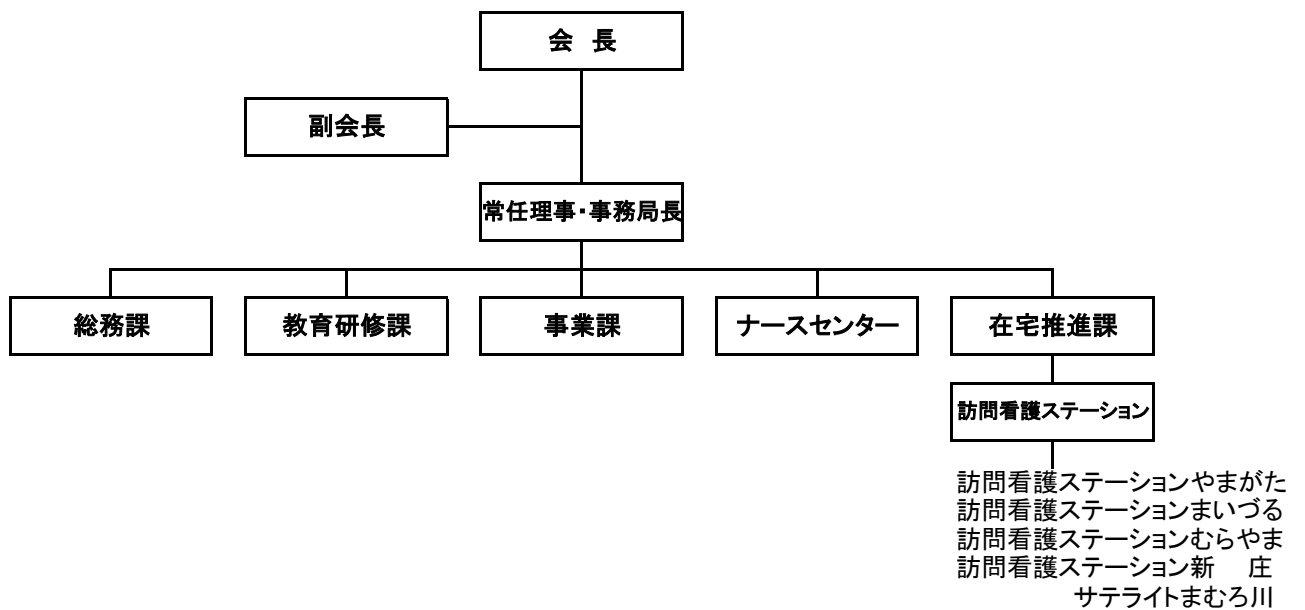 会 長
副会長
常任理事・事務局長
総務課
教育研修課
事業課
ナースセンター
在宅推進課
訪問看護ステーション
訪問看護ステーションやまがた
訪問看護ステーションまいづる
訪問看護ステーションむらやま
訪問看護ステーション新 庄
サテライトまむろ川